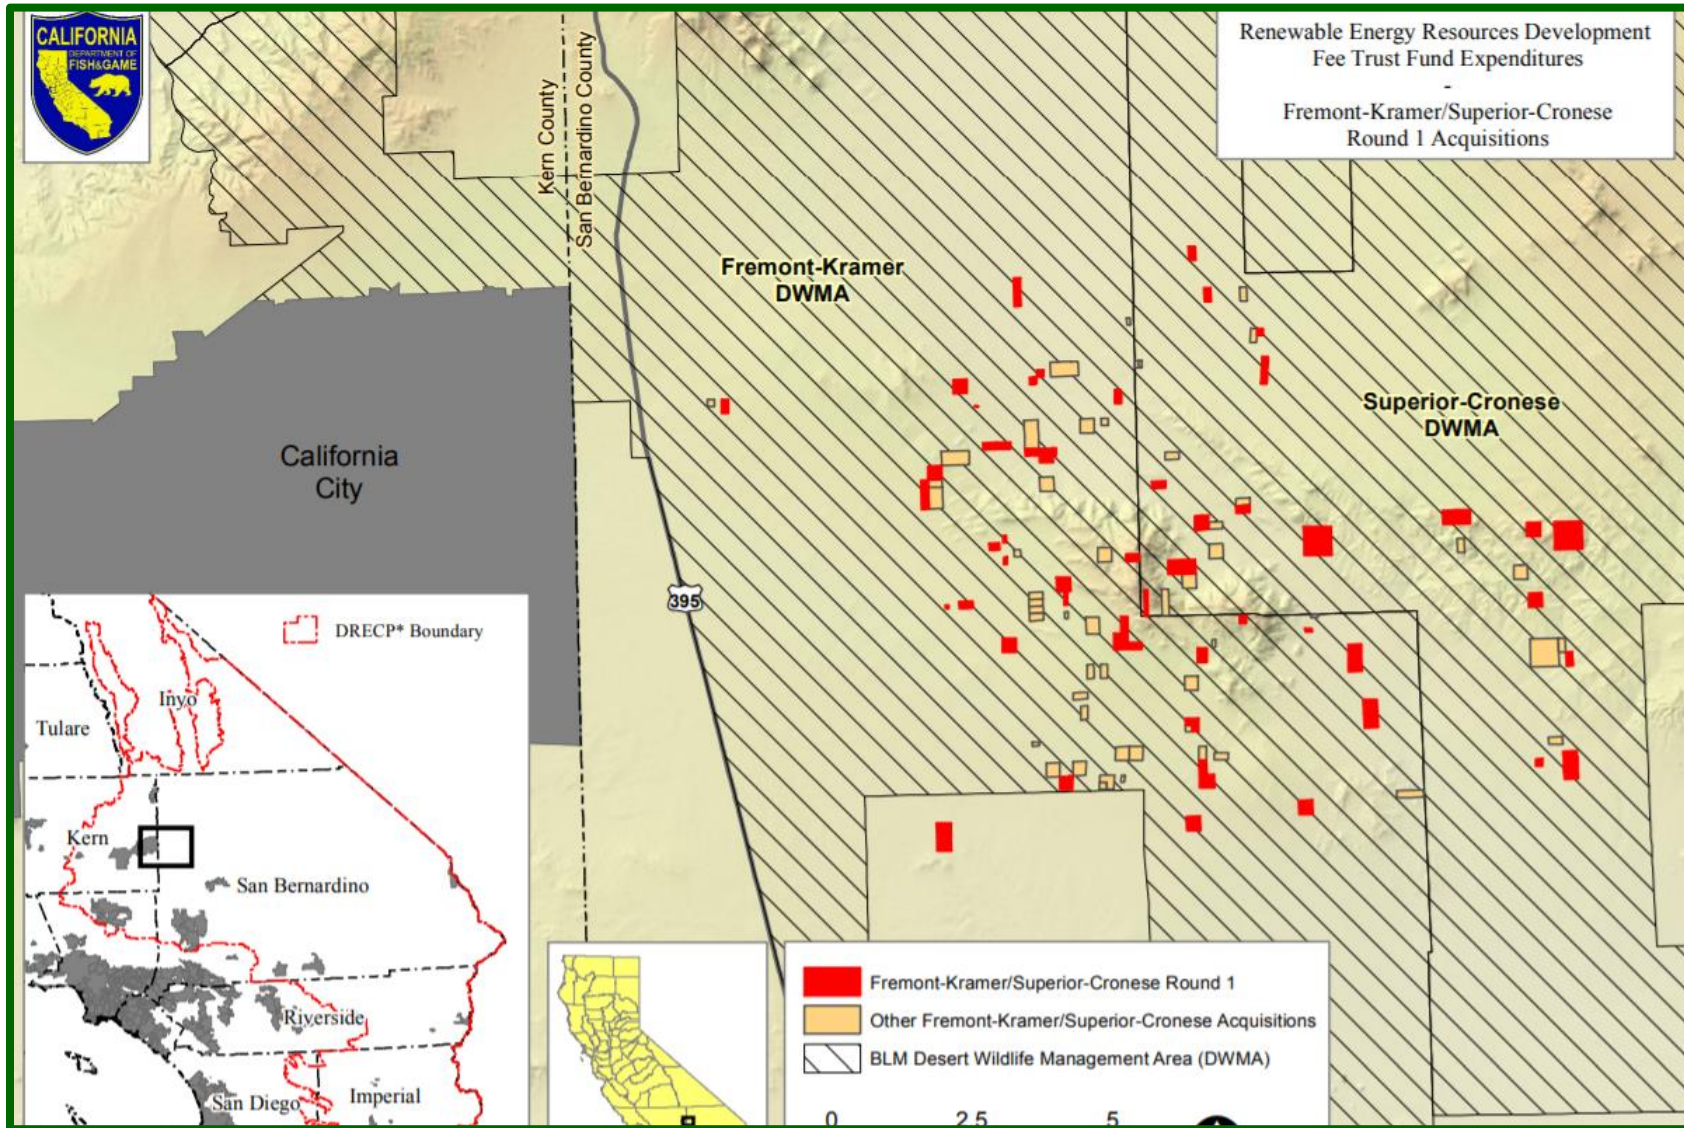 CALIFORNIA
DEPARTMENT OF
FISH&GAME
Renewable Energy Resources Development
Fee Trust Fund Expenditures
-
Fremont-Kramer/Superior-Cronese
Round 1 Acquisitions
Kern County
San Bernardino County
Fremont-Kramer
DWMA
Superior-Cronese
DWMA
California
City
395
DRECP* Boundary
Inyo
Tulare
Kern
San Bernardino
Riverside
San Diego
Imperial
Fremont-Kramer/Superior-Cronese Round 1
Other Fremont-Kramer/Superior-Cronese Acquisitions
BLM Desert Wildlife Management Area (DWMA)
0 2.5 5